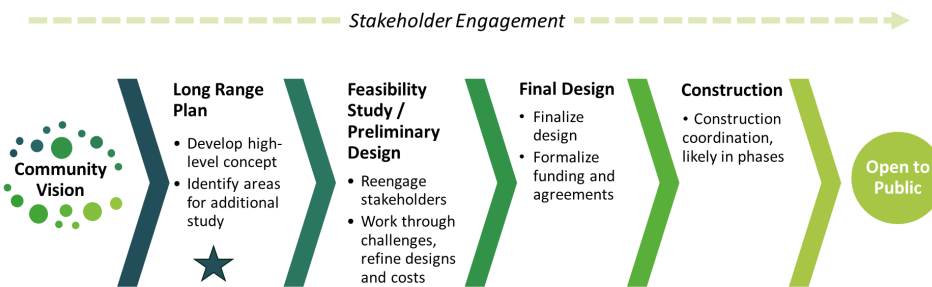 Stakeholder Engagement
Community
Vision
Long Range
Plan
• Develop high-
level concept
• Identify areas
for additional
study
Feasibility
Study /
Preliminary
Design
• Reengage
stakeholders
• Work through
challenges,
refine designs
and costs
Final Design
• Finalize
design
• Formalize
funding and
agreements
Construction
• Construction
coordination,
likely in phases
Open to
Public